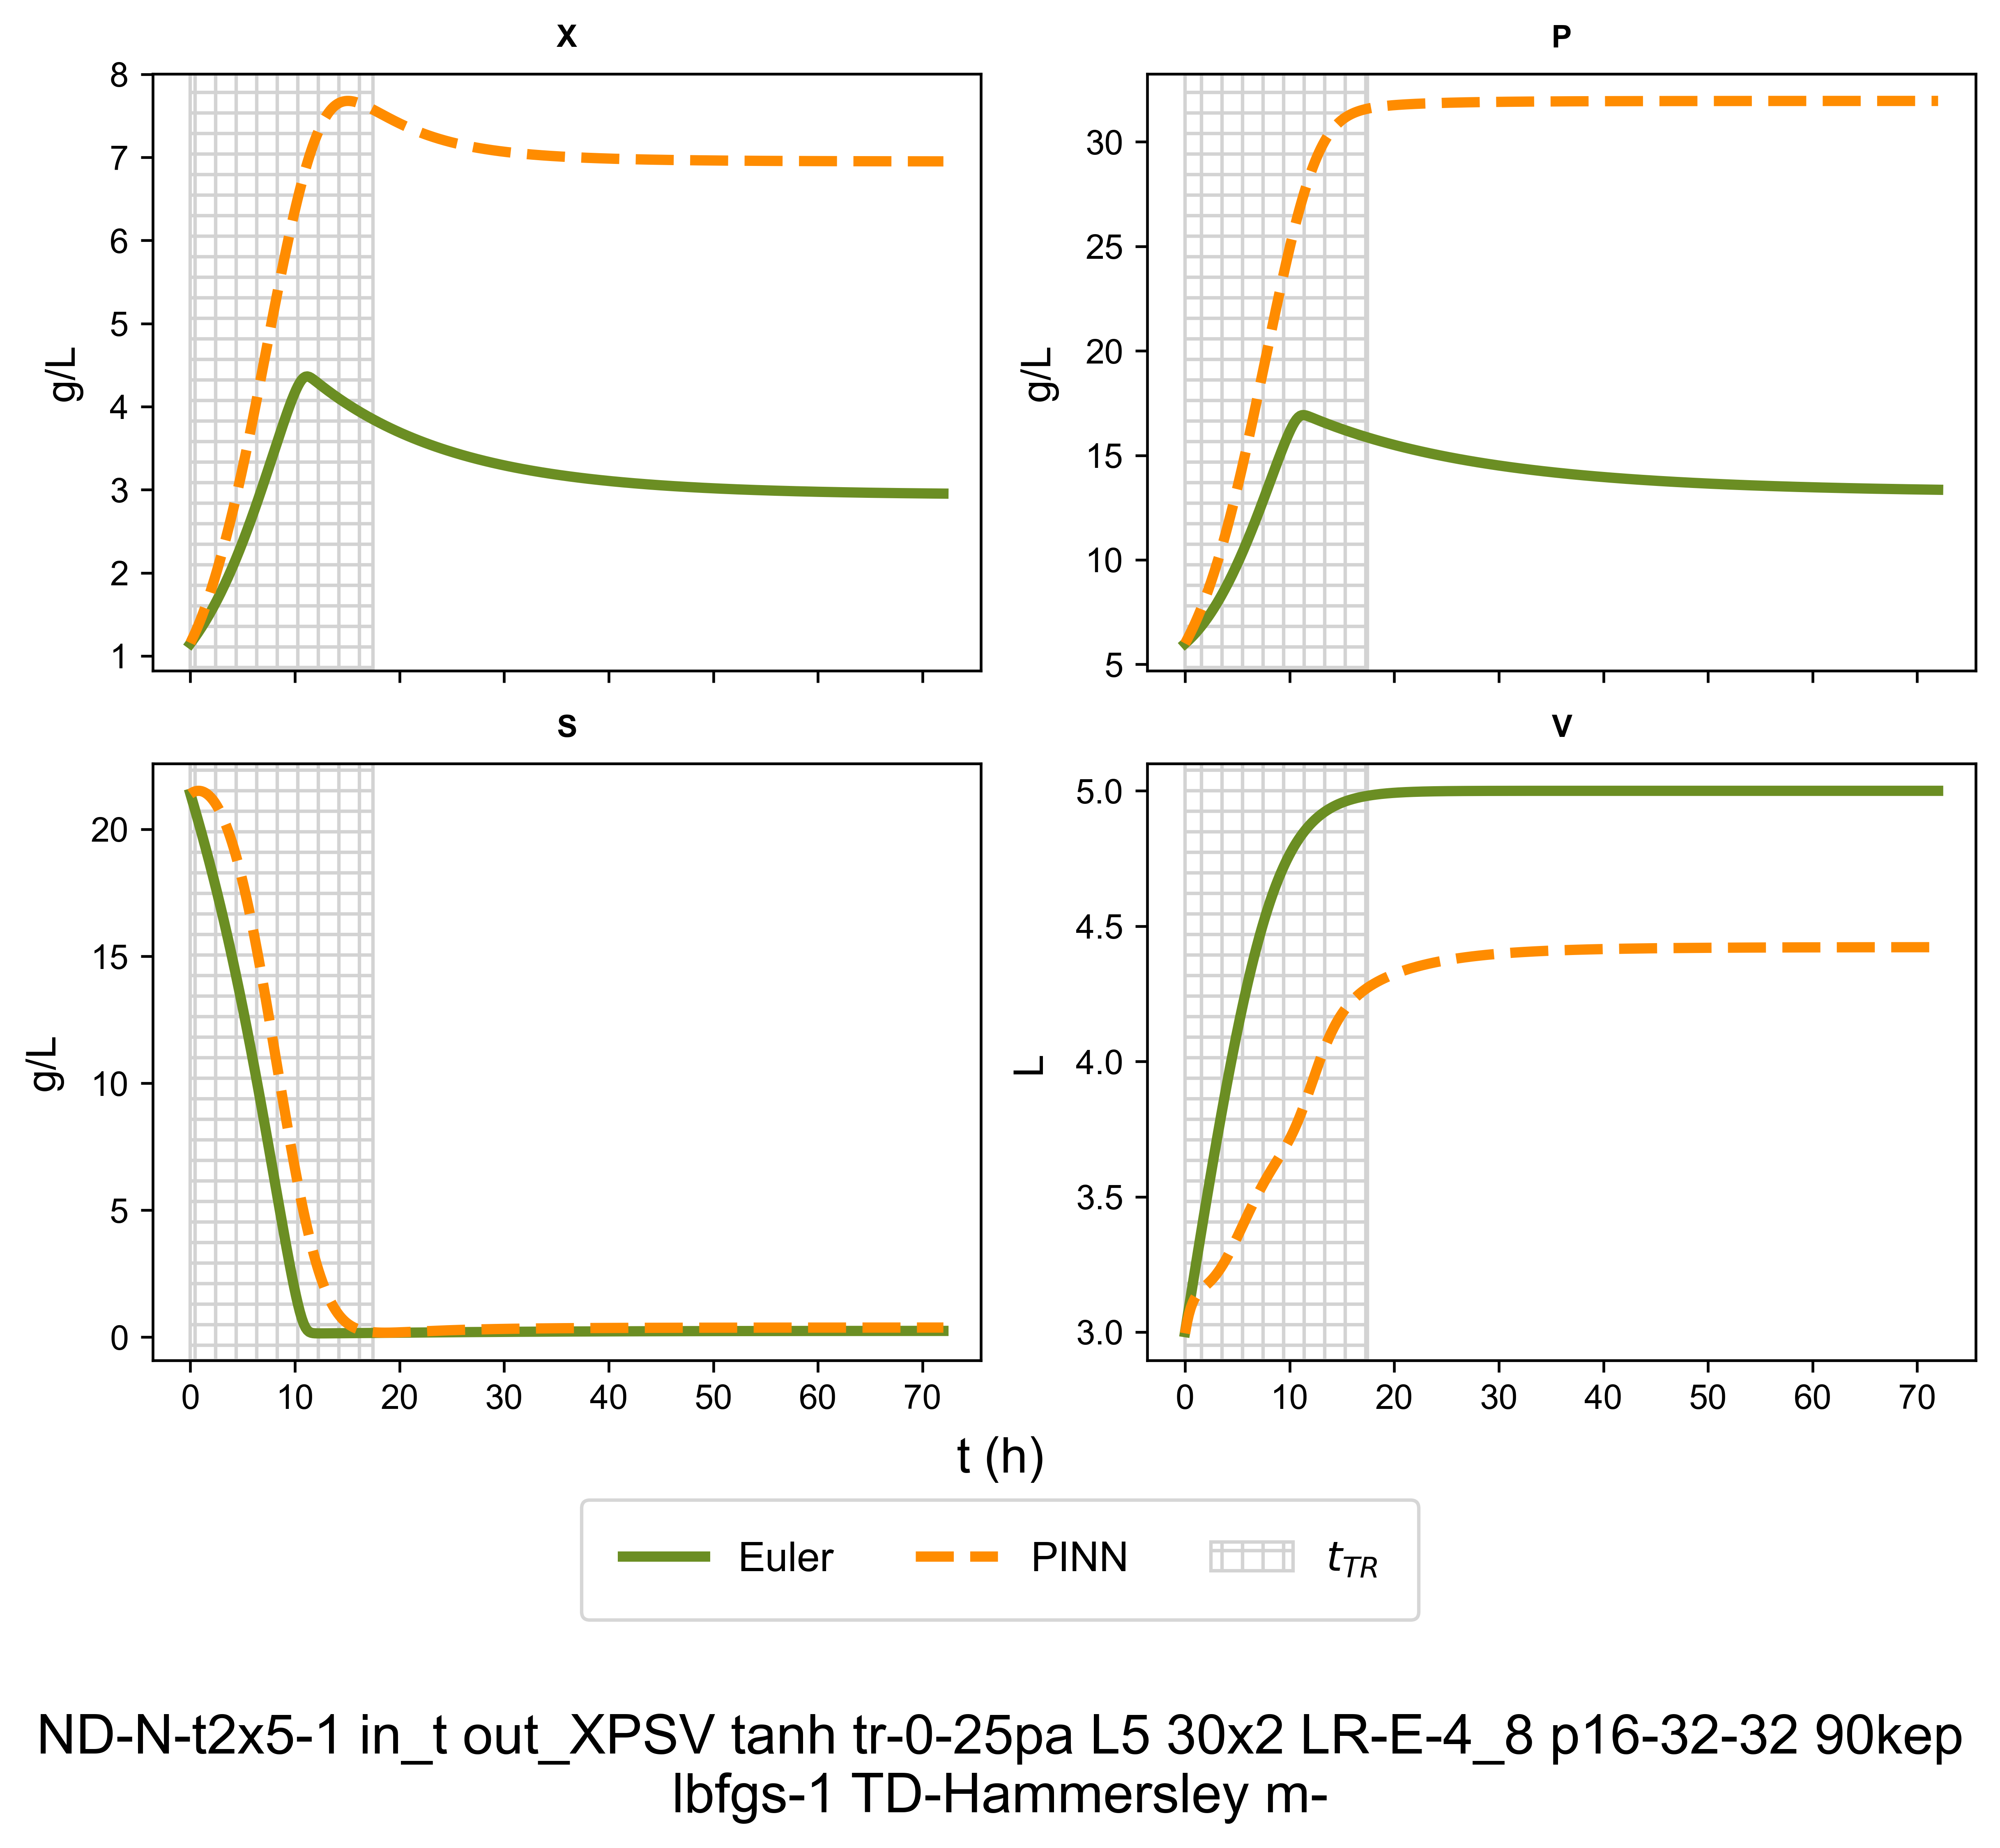 X
P
8
7
6
5
4
3
2
1
g/L
30
25
20
15
10
5
g/L
S
V
20
15
10
5
0
g/L
5.0
4.5
4.0
3.5
3.0
L
0 10 20 30 40 50 60 70
0 10 20 30 40 50 60 70
t (h)
Euler PINN t_TR
ND-N-t2x5-1 in_t out_XPSV tanh tr-0-25pa L5 30x2 LR-E-4_8 p16-32-32 90kep
lbfgs-1 TD-Hammersley m-